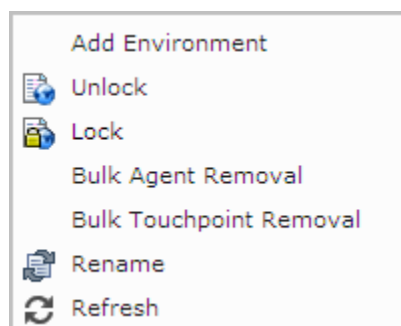 Add Environment
Unlock
Lock
Bulk Agent Removal
Bulk Touchpoint Removal
Rename
Refresh